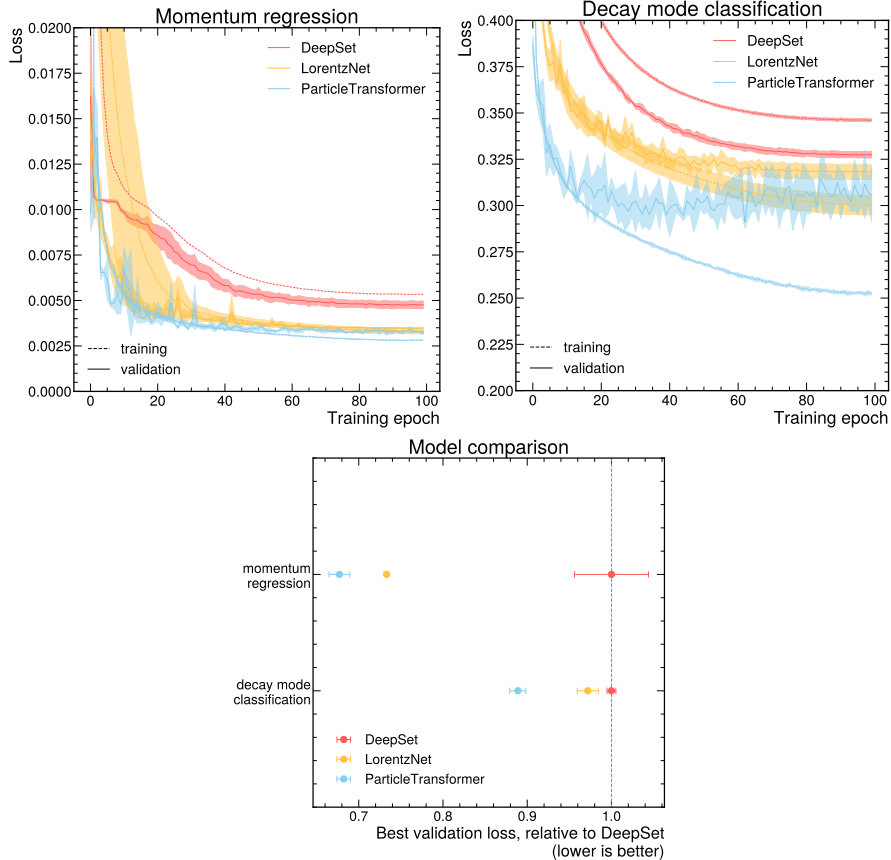 Momentum regression
Loss
0.0200
0.0175
0.0150
0.0125
0.0100
0.0075
0.0050
0.0025
0.0000
DeepSet
LorentzNet
ParticleTransformer
training
validation
0 20 40 60 80 100
Training epoch
Decay mode classification
Loss
0.400
0.375
0.350
0.325
0.300
0.275
0.250
0.225
0.200
DeepSet
LorentzNet
ParticleTransformer
training
validation
0 20 40 60 80 100
Training epoch
Model comparison
momentum
regression
decay mode
classification
DeepSet
LorentzNet
ParticleTransformer
0.7 0.8 0.9 1.0
Best validation loss, relative to DeepSet
(lower is better)